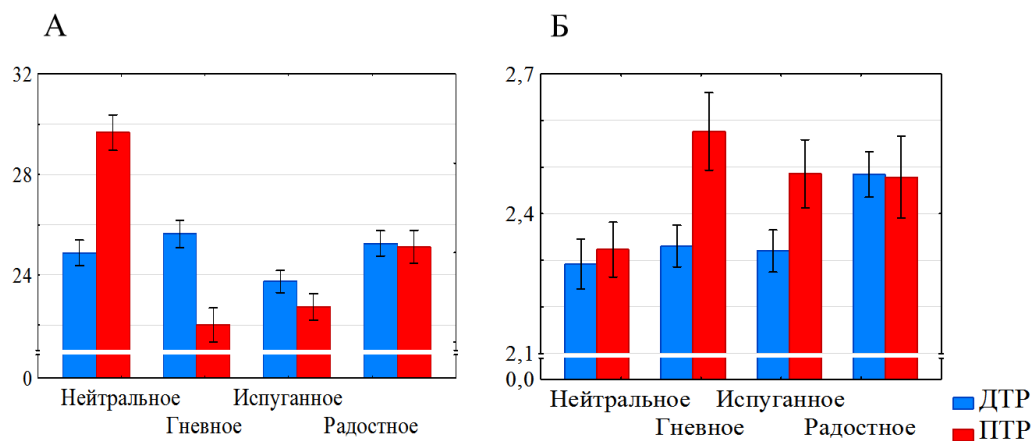 А
Б
32
28
24
0
2,7
2,4
2,1
0,0
Нейтральное Испуганное
Гневное Радостное
Нейтральное Испуганное
Гневное Радостное
ДТР
ПТР